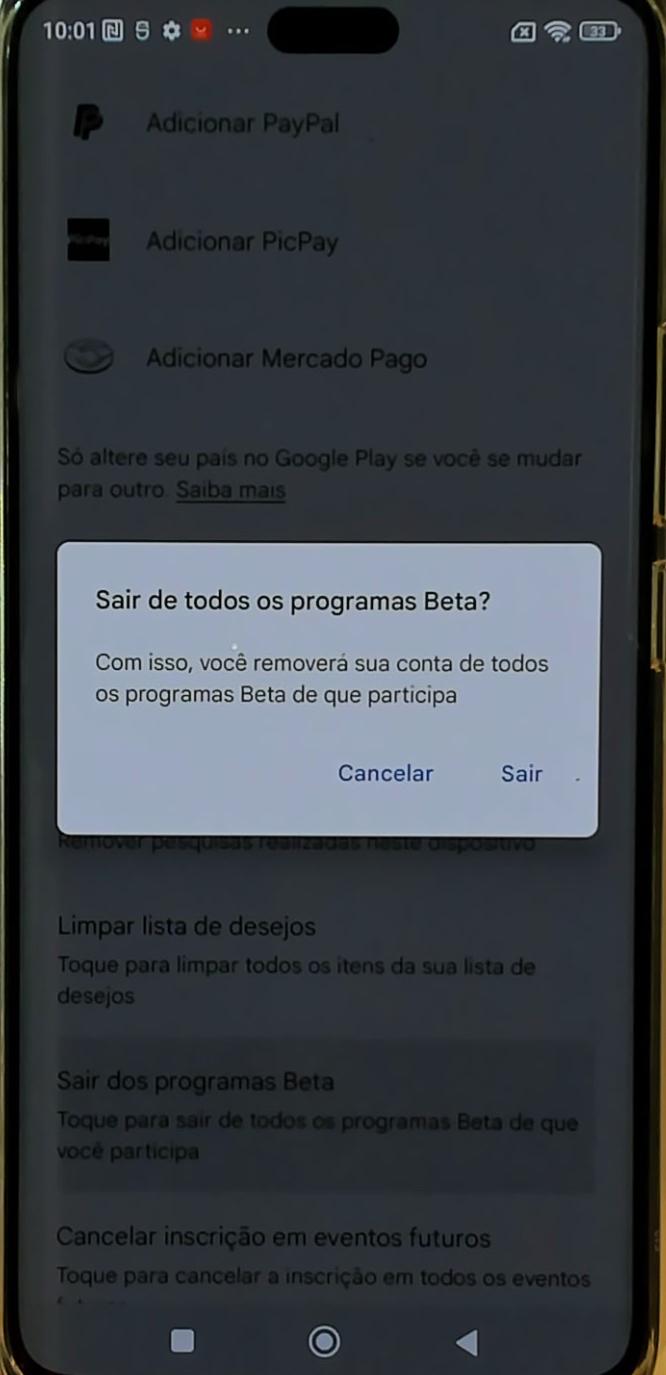 10:01
33
Adicionar PayPal
PicPay
Adicionar PicPay
Adicionar Mercado Pago
Só altere seu país no Google Play se você se mudar
para outro. Saiba mais
Sair de todos os programas Beta?
Com isso, você removerá sua conta de todos
os programas Beta de que participa
Cancelar Sair
Remover pesquisas realizadas neste dispositivo
Limpar lista de desejos
Toque para limpar todos os itens da sua lista de
desejos
Sair dos programas Beta
Toque para sair de todos os programas Beta de que
você participa
Cancelar inscrição em eventos futuros
Toque para cancelar a inscrição em todos os eventos